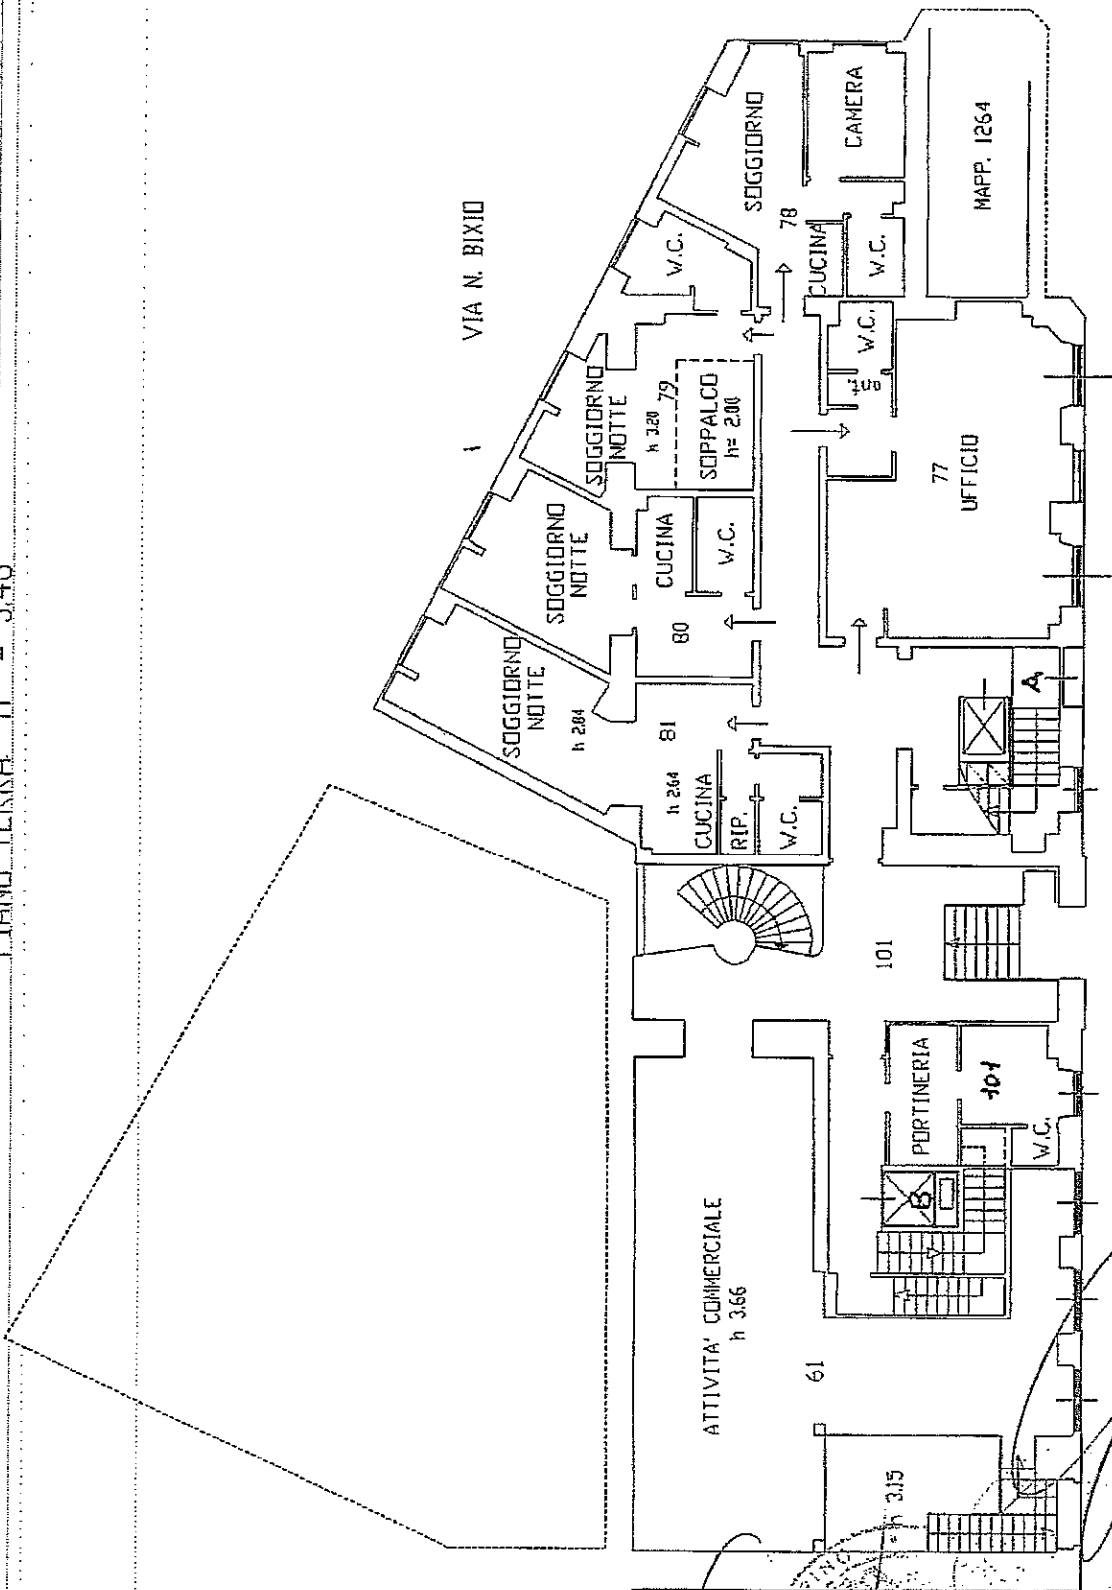 VIA N. BIXIO
SOGGIORNO
CAMERA
MAPP. 1264
78
CUCINA
W.C.
W.C.
SOGGIORNO
NOTTE
h 3.20
79
SOPPALCO
h= 2.00
W.C.
77
UFFICIO
SOGGIORNO
NOTTE
CUCINA
W.C.
80
SOGGIORNO
NOTTE
h 2.84
81
h 2.64
CUCINA
RIP.
W.C.
A
101
PORTINERIA
101
W.C.
B
ATTIVITA' COMMERCIALE
h 3.66
61
h 3.15